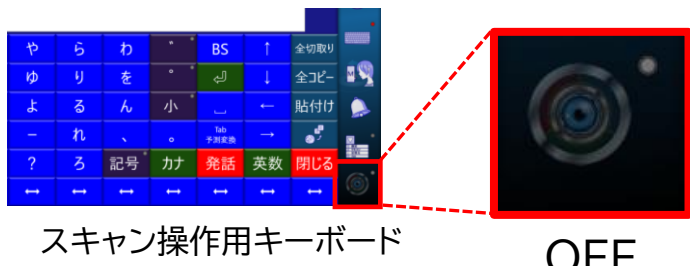 や ら わ ゛ BS ↑ 全切取り
ゆ り を ゜ ⏎ ↓ 全コピー
よ る ん 小 ␣ ← 貼付け
ー れ 、 。 Tab 予測変換 →
? ろ 記号 カナ 発話 英数 閉じる
↔ ↔ ↔ ↔ ↔ ↔ ↔
スキャン操作用キーボード
OFF